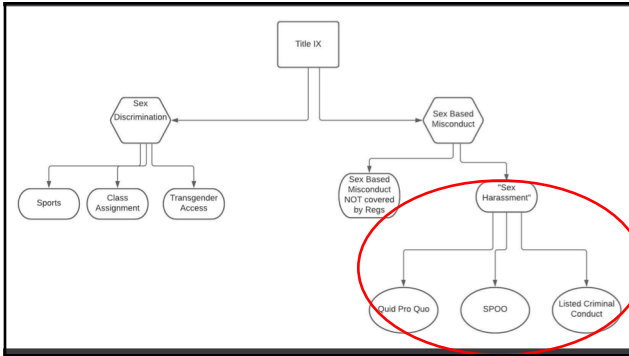 Title IX
Sex
Discrimination
Sex Based
Misconduct
Sports
Class
Assignment
Transgender
Access
Sex Based
Misconduct
NOT covered
by Regs
"Sex
Harassment"
Quid Pro Quo
SPOO
Listed Criminal
Conduct